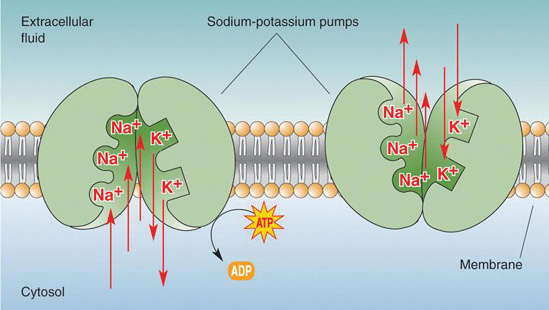 Extracellular
fluid
Sodium-potassium pumps
Na+
K+
Na+
K+
Na+
ATP
ADP
Cytosol
Na+
K+
Na+
K+
Na+
Membrane